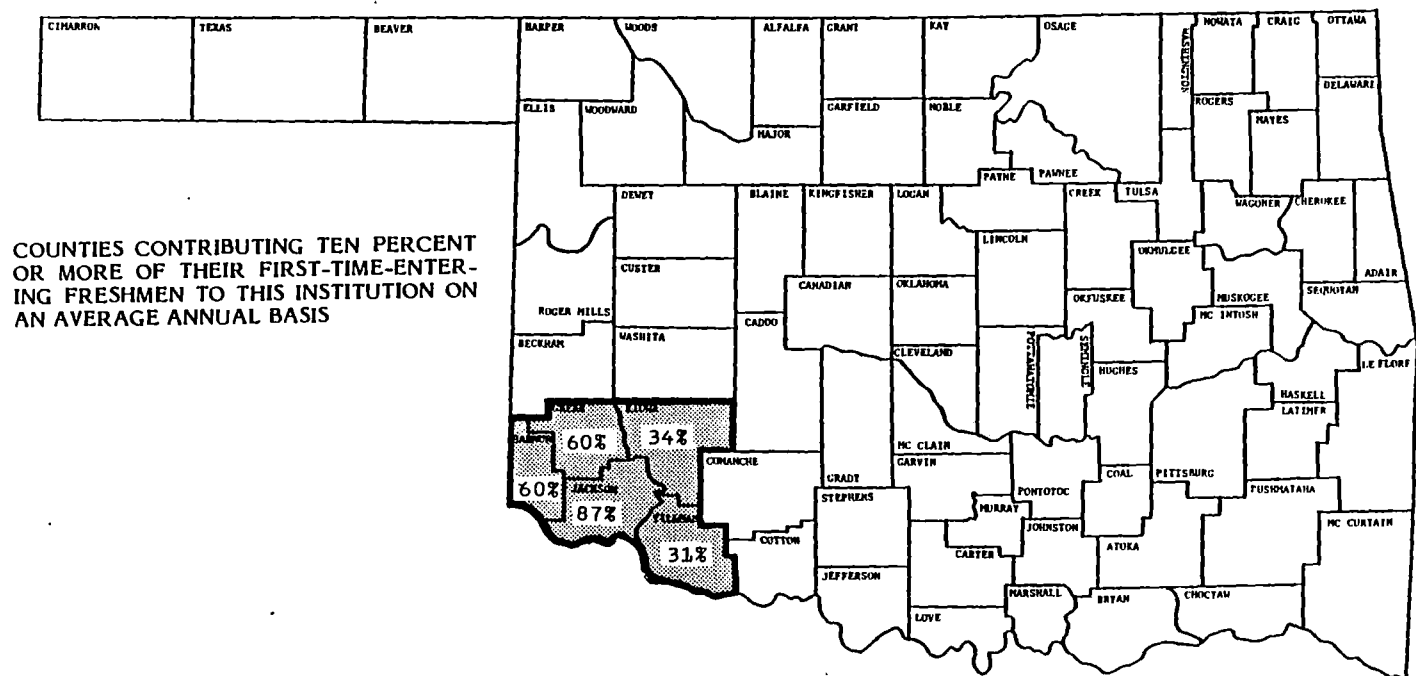 CIMARRON TEXAS BEAVER HARPER WOODS ALFALFA GRANT KAY OSAGE WASHINGTON NOWATA CRAIG OTTAWA
DELAWARE
ELLIS WOODWARD GARFIELD NOBLE ROGERS
MAYES
MAJOR
PAYNE PAWNEE
DEWEY BLAINE KINGFISHER LOGAN CREEK TULSA
WAGONER CHEROKEE
LINCOLN
COUNTIES CONTRIBUTING TEN PERCENT
OR MORE OF THEIR FIRST-TIME-ENTER-
ING FRESHMEN TO THIS INSTITUTION ON
AN AVERAGE ANNUAL BASIS
OKMULGEE
CUSTER CANADIAN OKLAHOMA ADAIR
OKFUSKEE MUSKOGEE SEQUOYAH
ROGER MILLS CADDO MC INTOSH
BECKHAM WASHITA
CLEVELAND POTTAWATOMIE SEMINOLE HUGHES LE FLORE
HASKELL
LATIMER
60% 34%
MC CLAIN
COMANCHE GARVIN
GRADY COAL PITTSBURG
60% JACKSON STEPHENS PONTOTOC PUSHMATAHA
87% MURRAY
JOHNSTON MC CURTAIN
COTTON ATOKA
31% CARTER
JEFFERSON
MARSHALL BRYAN CHOCTAW
LOVE